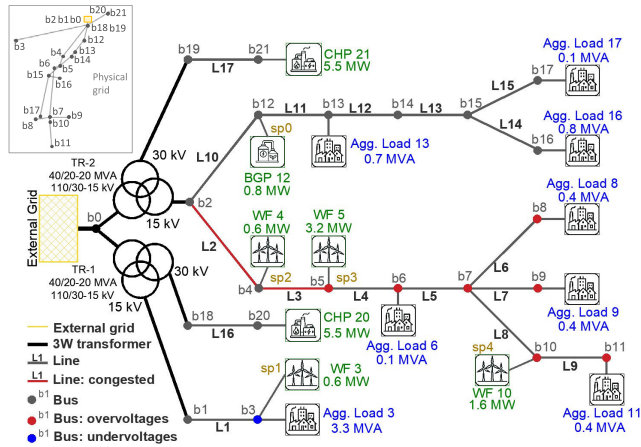 b20
b21
b2 b1b0
b18
b19
b3
b12
b13
b4
b14
b6
b5
b15
b16
Physical
grid
b17
b7
b9
b8
b10
b11
b19
b21
CHP 21
5.5 MW
L17
Agg. Load 17
0.1 MVA
b17
L15
b12
L11
b13
L12
b14
L13
b15
L14
Agg. Load 16
0.8 MVA
b16
sp0
Agg. Load 13
0.7 MVA
L10
BGP 12
0.8 MW
30 kV
TR-2
40/20-20 MVA
110/30-15 kV
15 kV
b2
External Grid
b0
WF 4
0.6 MW
WF 5
3.2 MW
Agg. Load 8
0.4 MVA
b8
L2
sp2
sp3
b4
L3
b5
L4
b6
L5
b7
L6
L7
b9
Agg. Load 9
0.4 MVA
TR-1
40/20-20 MVA
110/30-15 kV
30 kV
15 kV
b18
L16
b20
CHP 20
5.5 MW
Agg. Load 6
0.1 MVA
L8
sp4
b10
L9
b11
WF 10
1.6 MW
Agg. Load 11
0.4 MVA
sp1
WF 3
0.6 MW
b1
L1
b3
Agg. Load 3
3.3 MVA
External grid
3W transformer
L1 Line
L1 Line: congested
b1 Bus
b1 Bus: overvoltages
b1 Bus: undervoltages